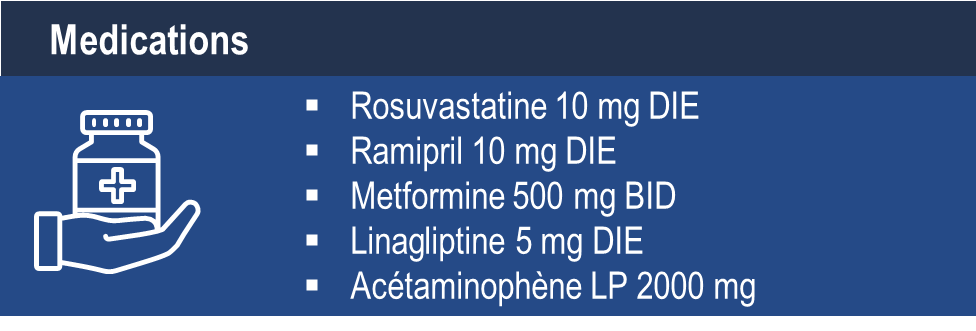 Medications
▪ Rosuvastatine 10 mg DIE
▪ Ramipril 10 mg DIE
▪ Metformine 500 mg BID
▪ Linagliptine 5 mg DIE
▪ Acétaminophène LP 2000 mg